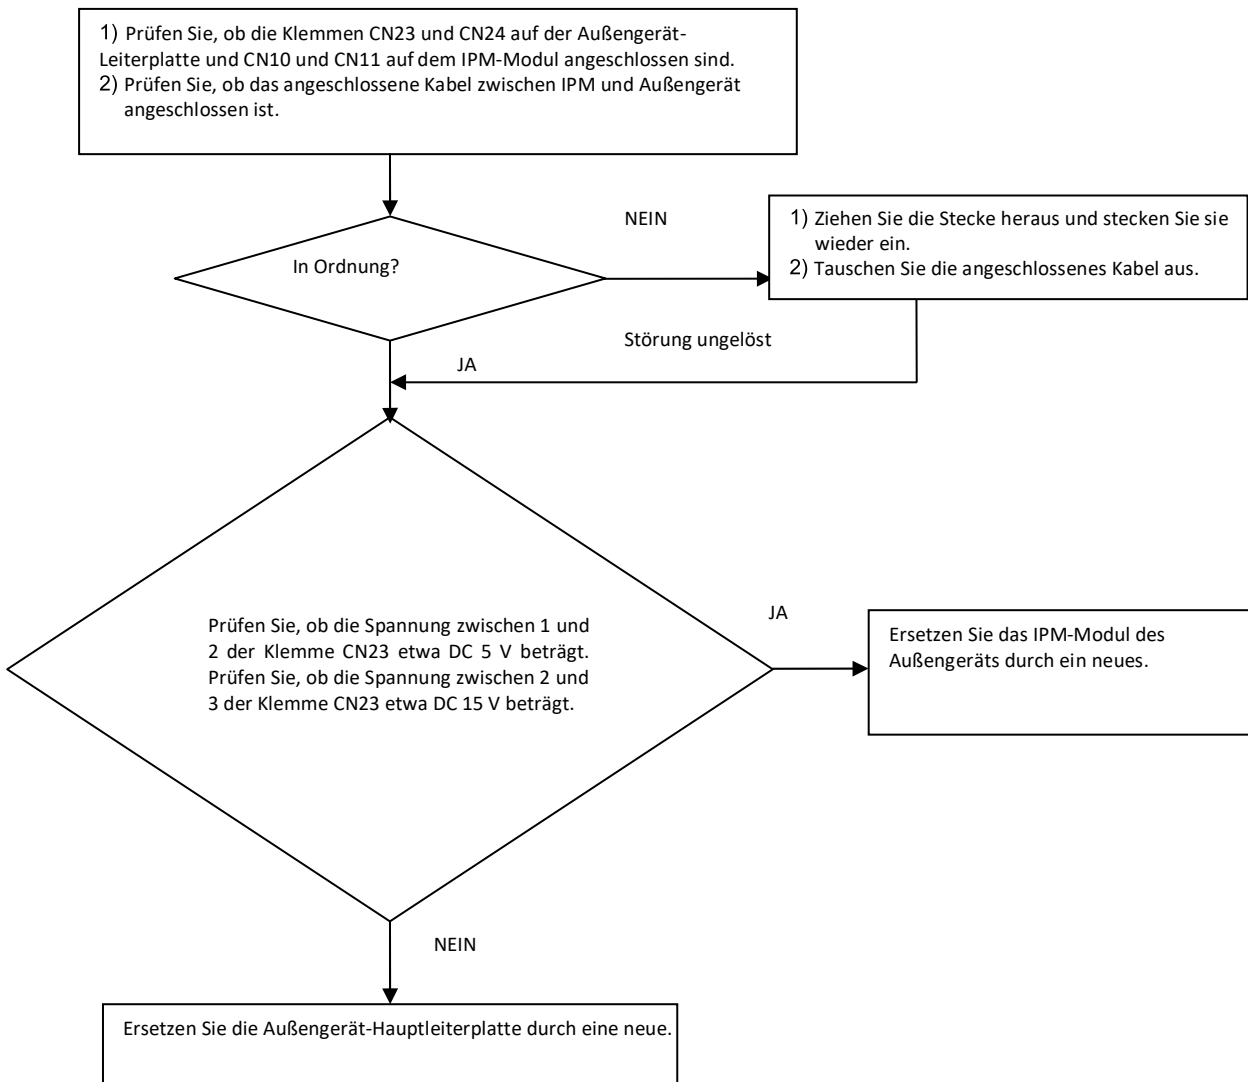 1) Prüfen Sie, ob die Klemmen CN23 und CN24 auf der Außengerät-
Leiterplatte und CN10 und CN11 auf dem IPM-Modul angeschlossen sind.
2) Prüfen Sie, ob das angeschlossene Kabel zwischen IPM und Außengerät
angeschlossen ist.
NEIN
1) Ziehen Sie die Stecke heraus und stecken Sie sie
wieder ein.
2) Tauschen Sie die angeschlossenes Kabel aus.
In Ordnung?
Störung ungelöst
JA
Prüfen Sie, ob die Spannung zwischen 1 und
2 der Klemme CN23 etwa DC 5 V beträgt.
Prüfen Sie, ob die Spannung zwischen 2 und
3 der Klemme CN23 etwa DC 15 V beträgt.
JA
Ersetzen Sie das IPM-Modul des
Außengeräts durch ein neues.
NEIN
Ersetzen Sie die Außengerät-Hauptleiterplatte durch eine neue.